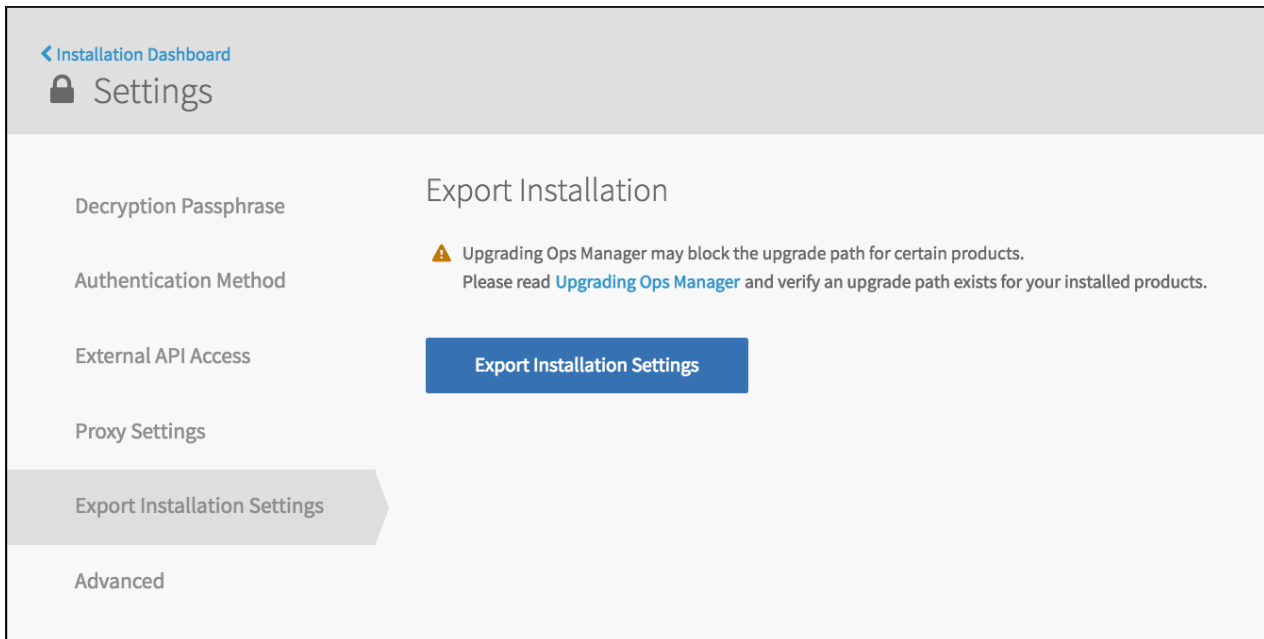 Installation Dashboard
Settings
Decryption Passphrase
Authentication Method
External API Access
Proxy Settings
Export Installation Settings
Advanced
Export Installation
Upgrading Ops Manager may block the upgrade path for certain products.
Please read Upgrading Ops Manager and verify an upgrade path exists for your installed products.
Export Installation Settings